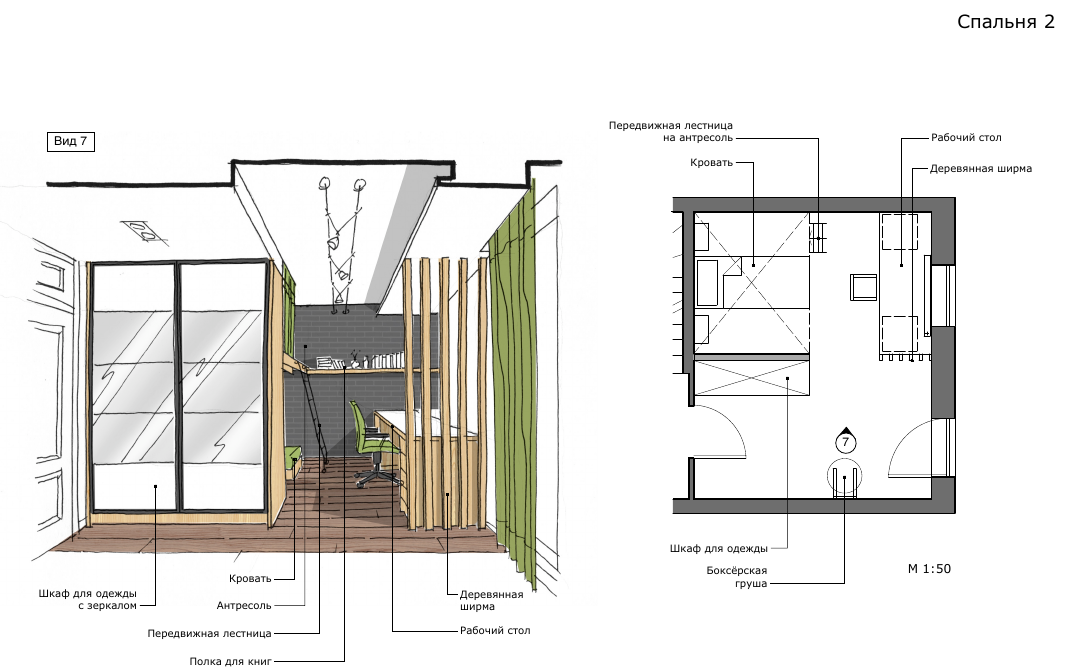 Спальня 2
Вид 7
Передвижная лестница
на антресоль
Кровать
Рабочий стол
Деревянная ширма
7
Шкаф для одежды
Боксёрская
груша
М 1:50
Кровать
Шкаф для одежды
с зеркалом
Антресоль
Передвижная лестница
Полка для книг
Деревянная
ширма
Рабочий стол